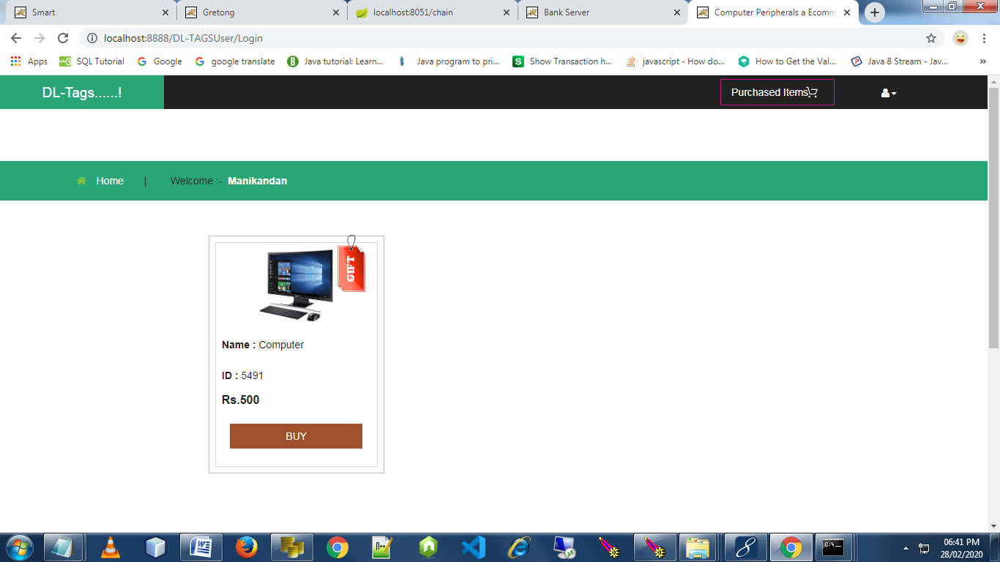 Smart
Gretong
localhost:8051/chain
Bank Server
Computer Peripherals a Ecomm
localhost:8888/DL-TAGSUser/Login
Apps
SQL Tutorial
Google
google translate
Java tutorial: Learn...
Java program to pri...
Show Transaction h...
javascript - How do...
How to Get the Val...
Java 8 Stream - Jav...
»
DL-Tags......!
Purchased Items
Home
|
Welcome :- Manikandan
GIFT
Name : Computer
ID : 5491
Rs.500
BUY
06:41 PM
28/02/2020